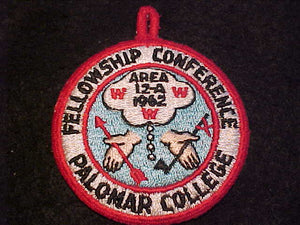 FELLOWSHIP CONFERENCE
AREA
12-A
1962
W W
W
PALOMAR COLLEGE